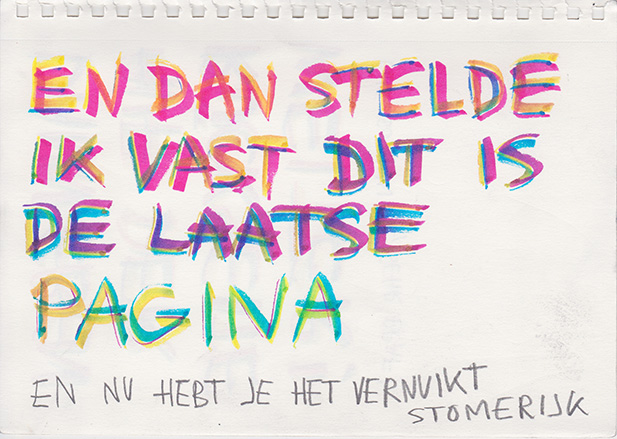 EN DAN STELDE
IK VAST DIT IS
DE LAATSE
PAGINA
EN NU HEBT JE HET VERNUIKT
STOMERIJK